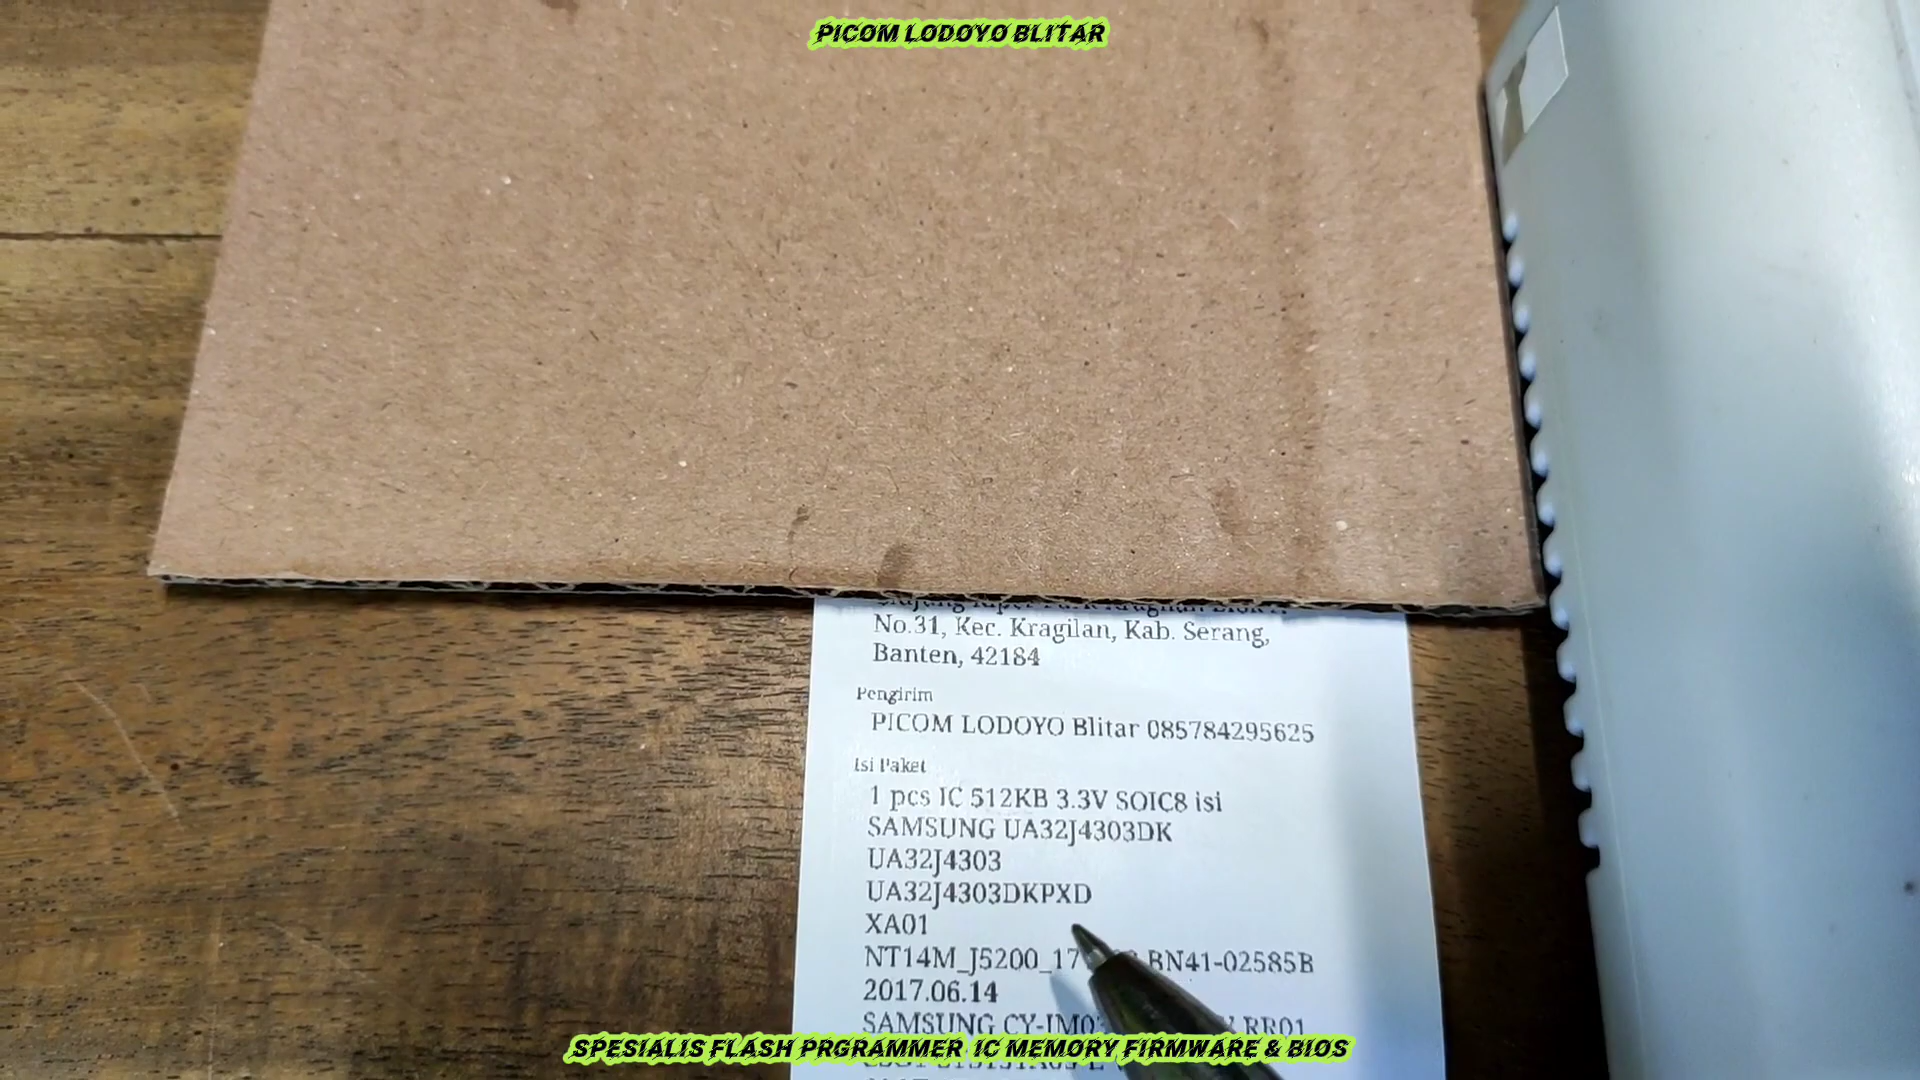 PICOM LODOYO BLITAR
No.31, Kec. Kragilan, Kab. Serang,
Banten, 42184
Pengirim
PICOM LODOYO Blitar 085784295625
Isi Paket
1 pcs IC 512KB 3.3V SOIC8 isi
SAMSUNG UA32J4303DK
UA32J4303
UA32J4303DKPXD
XA01
NT14M_J5200_17 BN41-02585B
2017.06.14
SAMSUNG RR01
SPESIALIS FLASH PRGRAMMER IC MEMORY FIRMWARE & BIOS